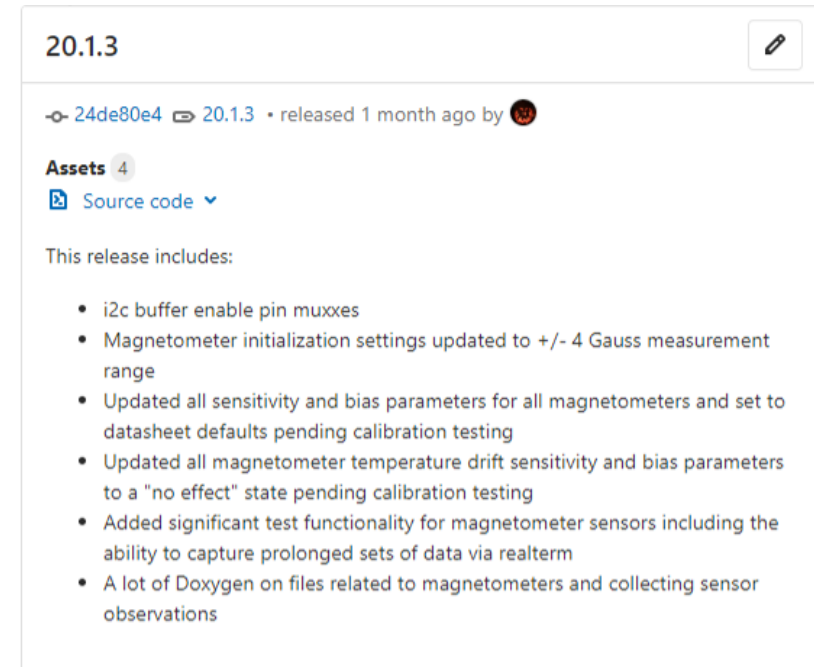 20.1.3
24de80e4 20.1.3 • released 1 month ago by
Assets 4
Source code
This release includes:
• i2c buffer enable pin muxxes
• Magnetometer initialization settings updated to +/- 4 Gauss measurement
range
• Updated all sensitivity and bias parameters for all magnetometers and set to
datasheet defaults pending calibration testing
• Updated all magnetometer temperature drift sensitivity and bias parameters
to a "no effect" state pending calibration testing
• Added significant test functionality for magnetometer sensors including the
ability to capture prolonged sets of data via realterm
• A lot of Doxygen on files related to magnetometers and collecting sensor
observations